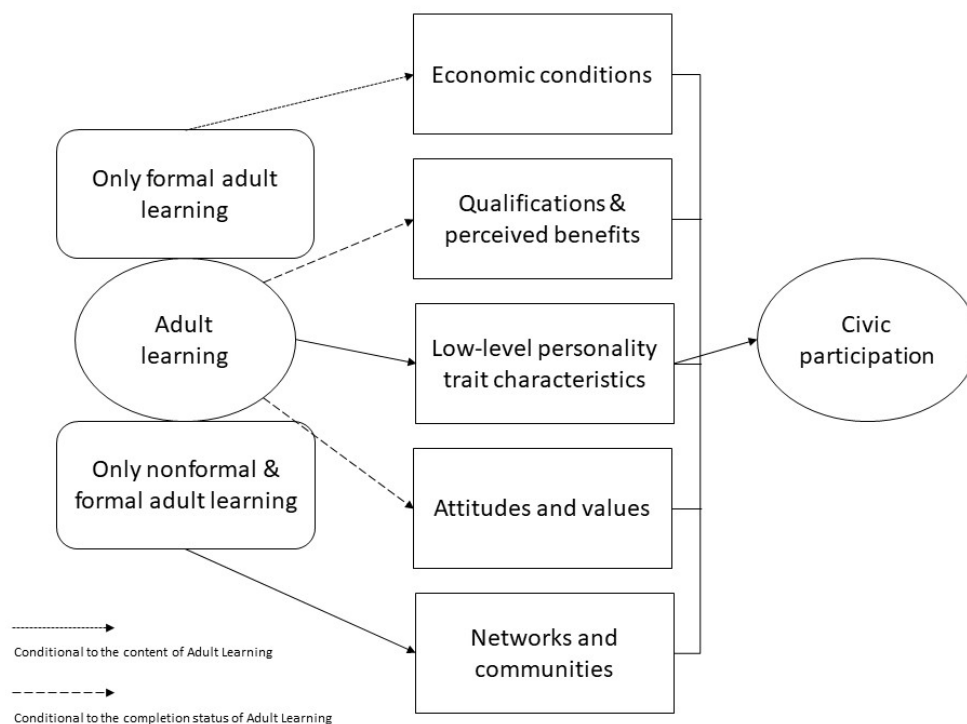 Economic conditions
Only formal adult
learning
Qualifications &
perceived benefits
Adult
learning
Low-level personality
trait characteristics
Civic
participation
Only nonformal &
formal adult learning
Attitudes and values
Networks and
communities
Conditional to the content of Adult Learning
Conditional to the completion status of Adult Learning